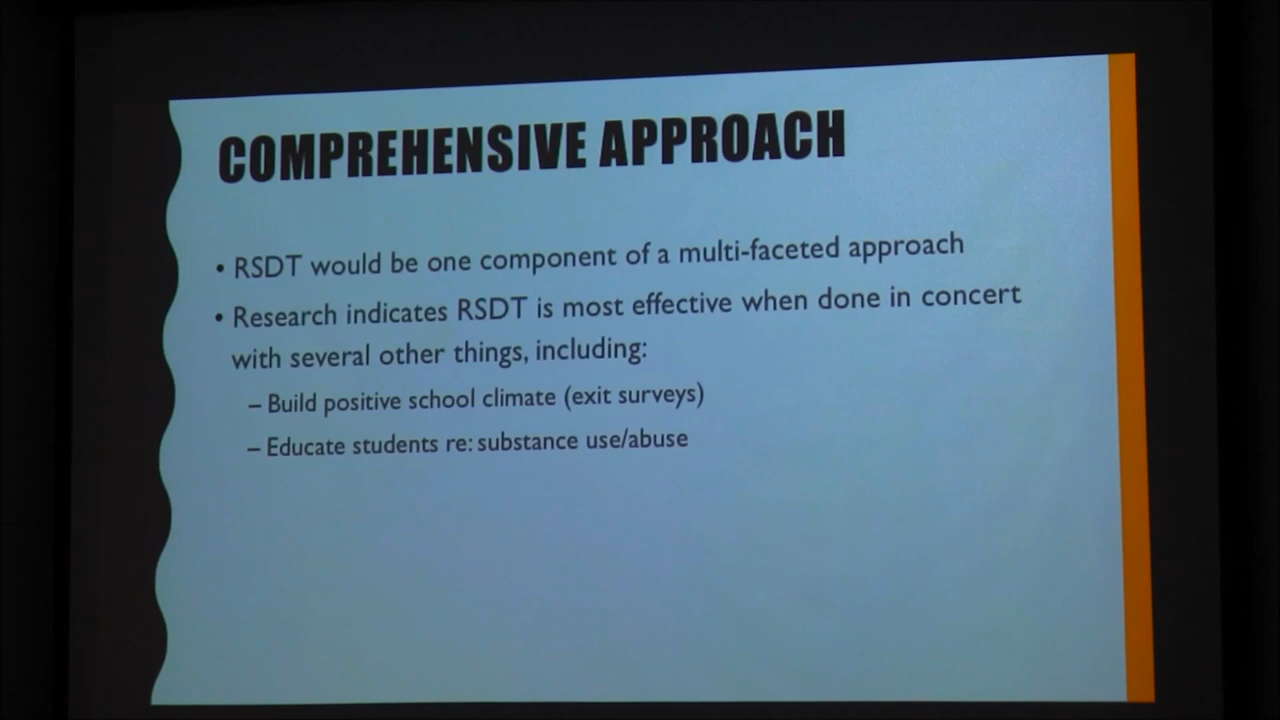 COMPREHENSIVE APPROACH
• RSDT would be one component of a multi-faceted approach
• Research indicates RSDT is most effective when done in concert
with several other things, including:
– Build positive school climate (exit surveys)
– Educate students re: substance use/abuse